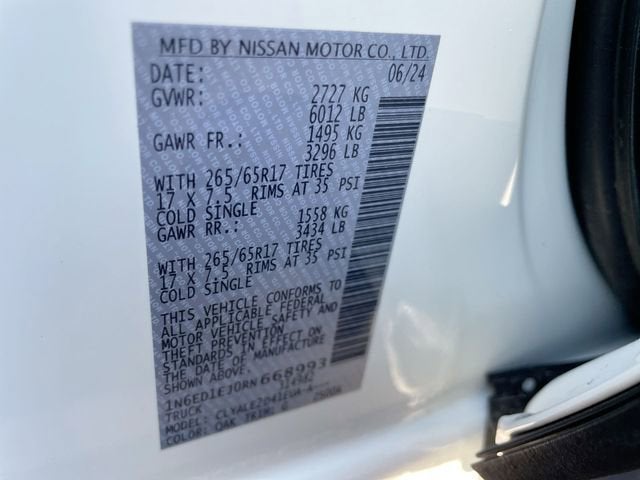 MFD BY NISSAN MOTOR CO., LTD.
DATE: 06/24
GVWR: 2727 KG
6012 LB
GAWR FR.: 1495 KG
3296 LB
WITH 265/65R17 TIRES
17 X 7.5 RIMS AT 35 PSI
COLD SINGLE
GAWR RR.: 1558 KG
3434 LB
WITH 265/65R17 TIRES
17 X 7.5 RIMS AT 35 PSI
COLD SINGLE
THIS VEHICLE CONFORMS TO
ALL APPLICABLE FEDERAL
MOTOR VEHICLE SAFETY AND
THEFT PREVENTION
STANDARDS IN EFFECT ON
THE DATE OF MANUFACTURE
SHOWN ABOVE.
1N6ED1EJ0RN 668993
TRUCK
MODEL:
COLOR: TRIM: G